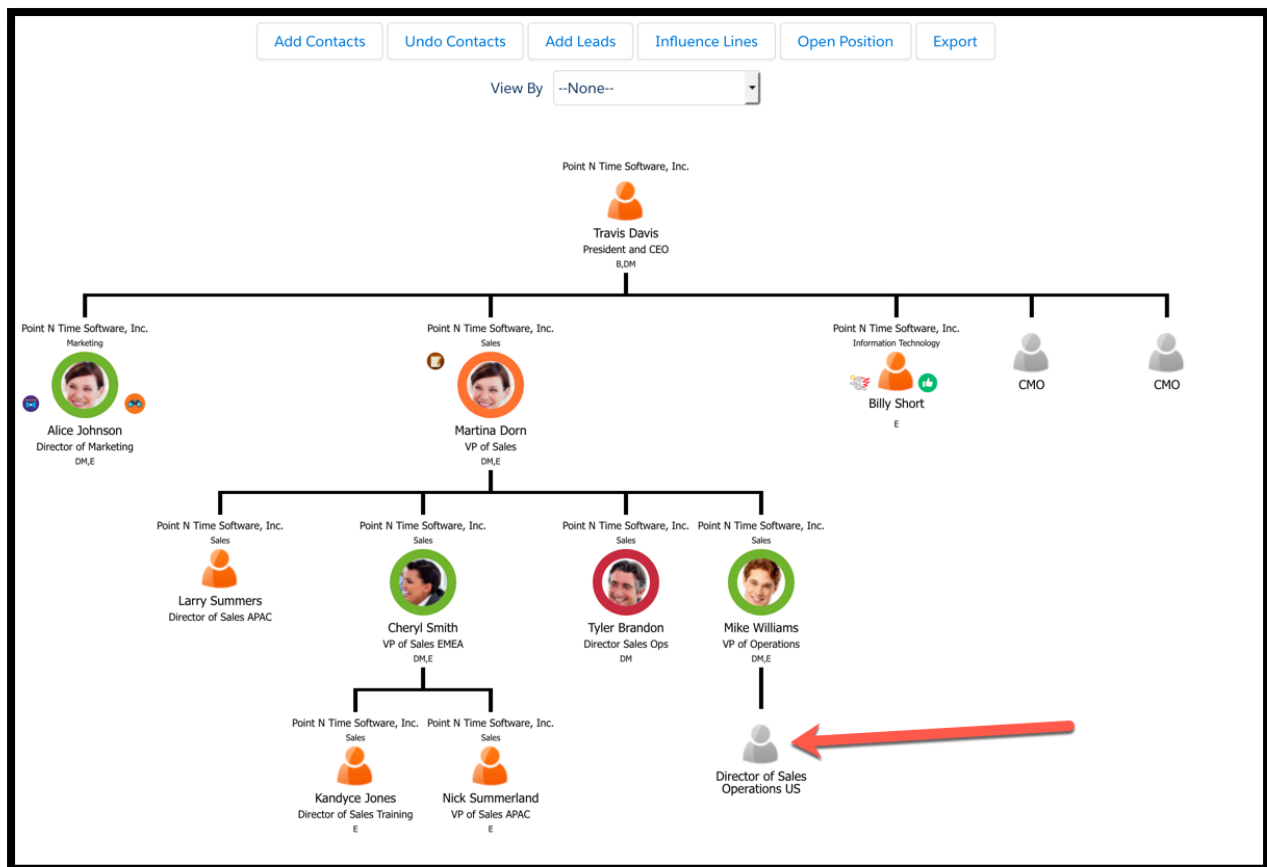 Add Contacts
Undo Contacts
Add Leads
Influence Lines
Open Position
Export
View By --None--
Point N Time Software, Inc.
Travis Davis
President and CEO
B,DM
Point N Time Software, Inc.
Marketing
Alice Johnson
Director of Marketing
DM,E
Point N Time Software, Inc.
Sales
Martina Dorn
VP of Sales
DM,E
Point N Time Software, Inc.
Information Technology
Billy Short
E
CMO
CMO
Point N Time Software, Inc.
Sales
Larry Summers
Director of Sales APAC
Point N Time Software, Inc.
Sales
Cheryl Smith
VP of Sales EMEA
DM,E
Point N Time Software, Inc.
Sales
Tyler Brandon
Director Sales Ops
DM
Point N Time Software, Inc.
Sales
Mike Williams
VP of Operations
DM,E
Point N Time Software, Inc.
Sales
Kandyce Jones
Director of Sales Training
E
Point N Time Software, Inc.
Sales
Nick Summerland
VP of Sales APAC
E
Director of Sales
Operations US